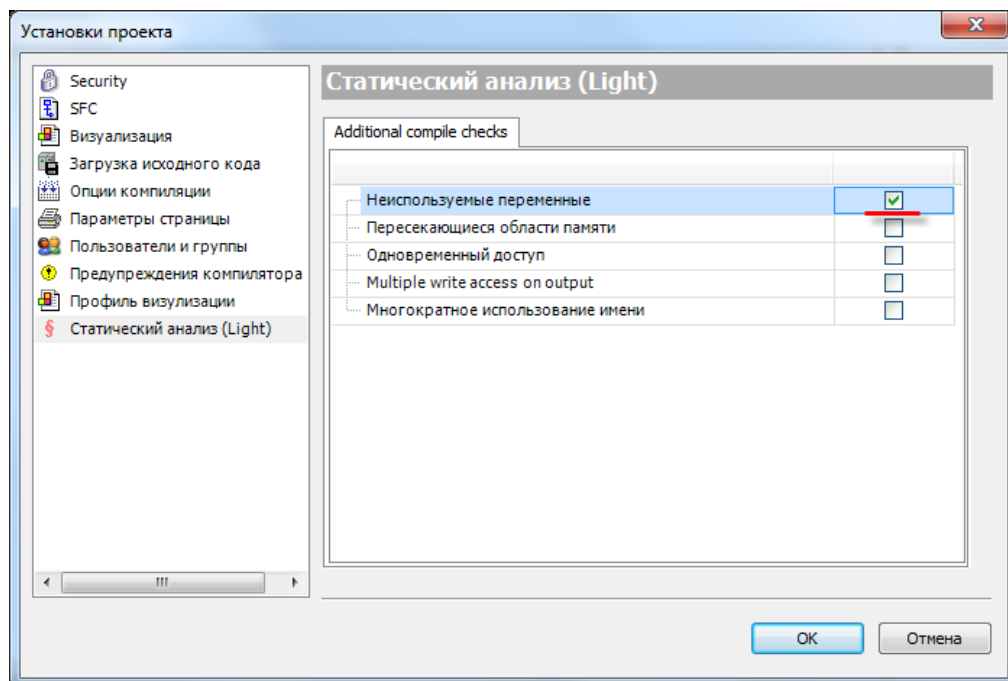 Установки проекта
Security
SFC
Визуализация
Загрузка исходного кода
Опции компиляции
Параметры страницы
Пользователи и группы
Предупреждения компилятора
Профиль визулизации
Статический анализ (Light)
Статический анализ (Light)
Additional compile checks
Неиспользуемые переменные
Пересекающиеся области памяти
Одновременный доступ
Multiple write access on output
Многократное использование имени
OK
Отмена